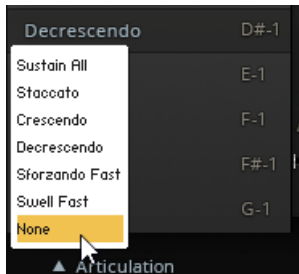 Decrescendo D#-1
Sustain All
E-1
Staccato
Crescendo F-1
Decrescendo
Sforzando Fast F#-1
Swell Fast
G-1
None
▲ Articulation